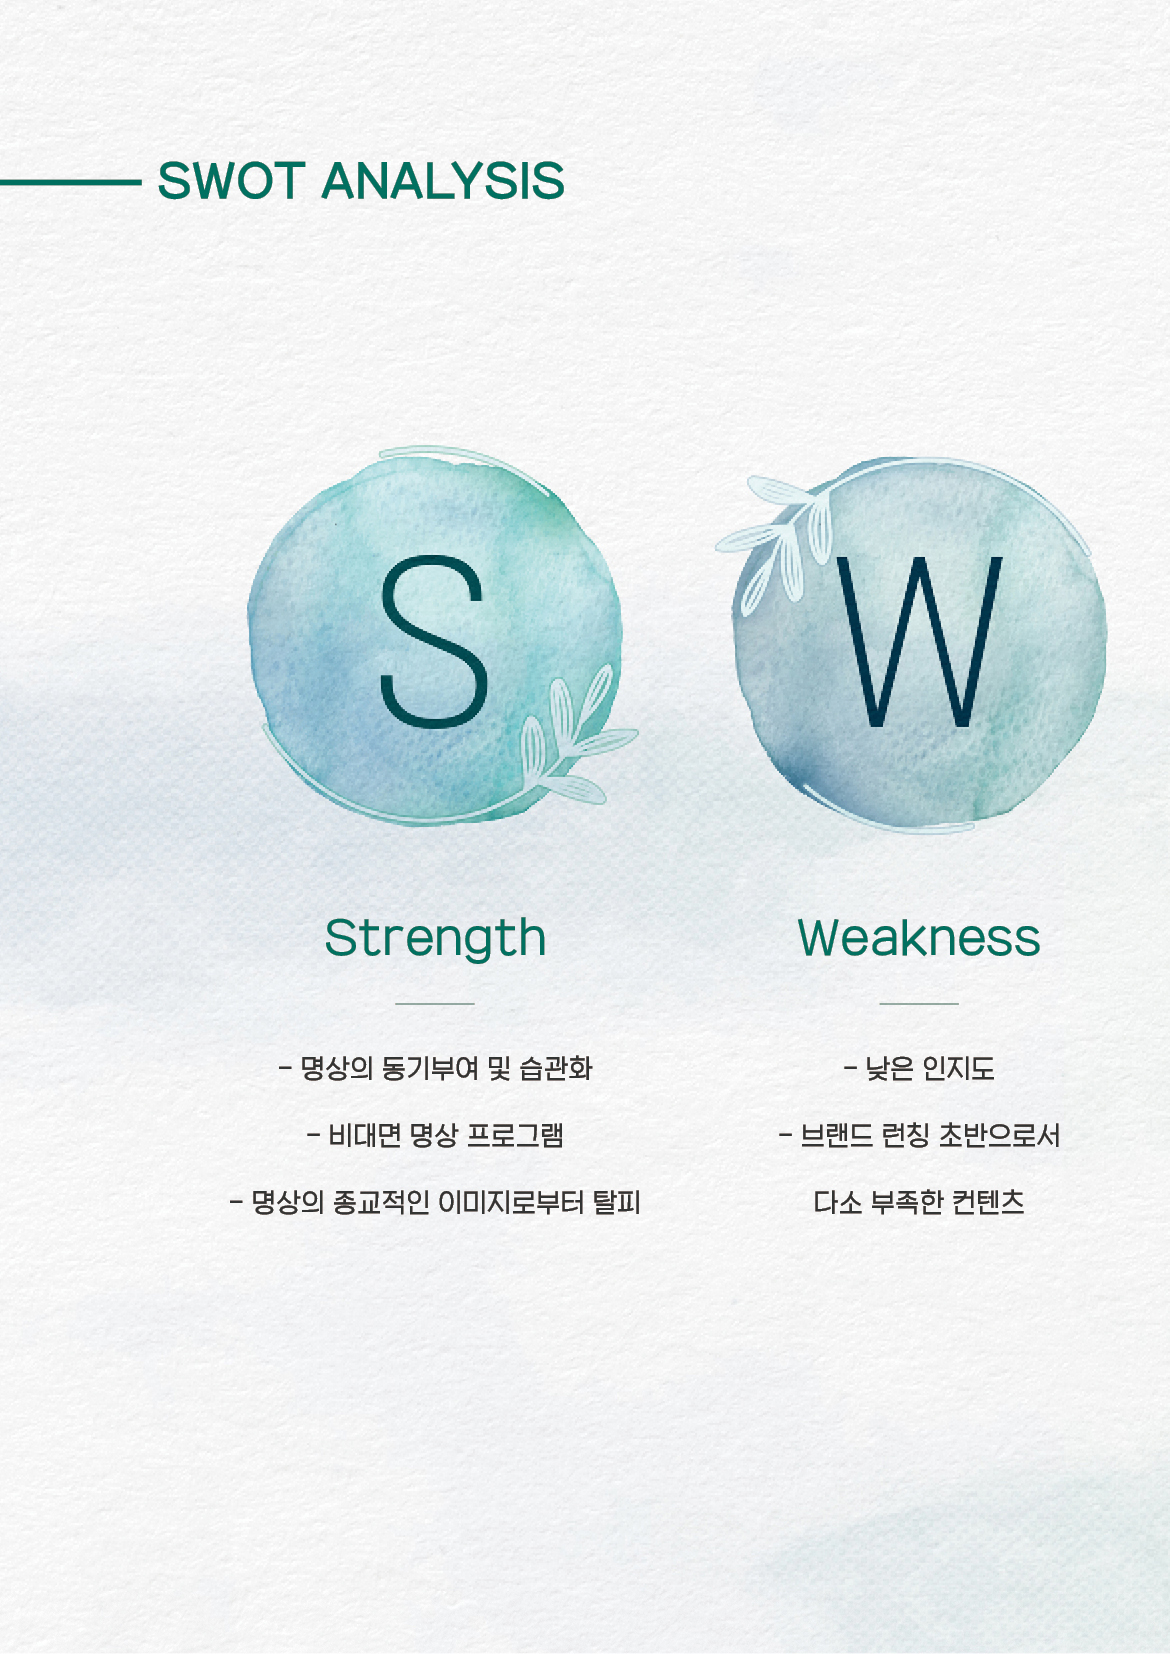 SWOT ANALYSIS
S
W
Strength
Weakness
- 명상의 동기부여 및 습관화
- 비대면 명상 프로그램
- 명상의 종교적인 이미지로부터 탈피
- 낮은 인지도
- 브랜드 런칭 초반으로서
다소 부족한 컨텐츠